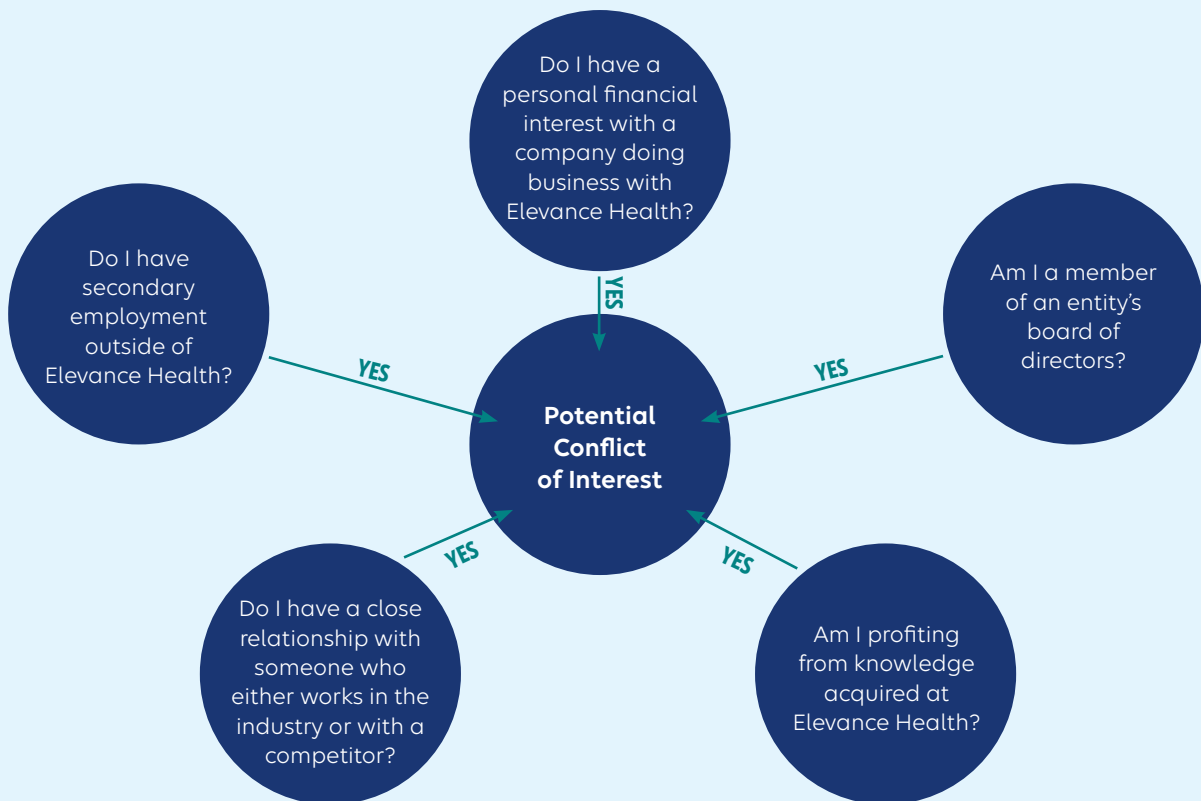 Do I have a
personal financial
interest with a
company doing
business with
Elevance Health?
YES
Do I have
secondary
employment
outside of
Elevance Health?
YES
Am I a member
of an entity’s
board of
directors?
YES
Potential
Conflict
of Interest
Do I have a close
relationship with
someone who
either works in the
industry or with a
competitor?
YES
Am I profiting
from knowledge
acquired at
Elevance Health?
YES